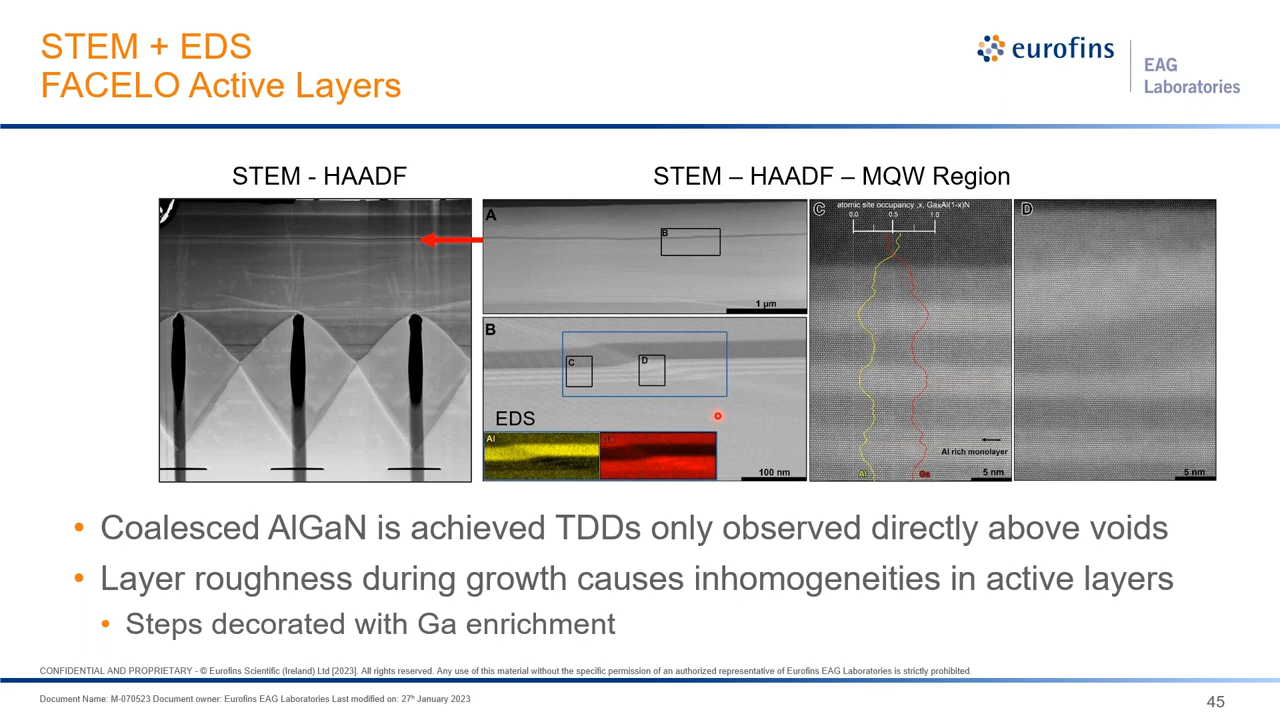 STEM + EDS
FACELO Active Layers
eurofins
EAG
Laboratories
STEM - HAADF
STEM – HAADF – MQW Region
A
B
1 µm
B
C
D
EDS
Al
100 nm
C
atomic site occupancy ,x, GaxAl(1-x)N
0.0 0.5 1.0
Al rich monolayer
Al
Ga
5 nm
D
5 nm
• Coalesced AlGaN is achieved TDDs only observed directly above voids
• Layer roughness during growth causes inhomogeneities in active layers
• Steps decorated with Ga enrichment
CONFIDENTIAL AND PROPRIETARY - © Eurofins Scientific (Ireland) Ltd [2023]. All rights reserved. Any use of this material without the specific permission of an authorized representative of Eurofins EAG Laboratories is strictly prohibited.
Document Name: M-070523 Document owner: Eurofins EAG Laboratories Last modified on: 27th January 2023
45